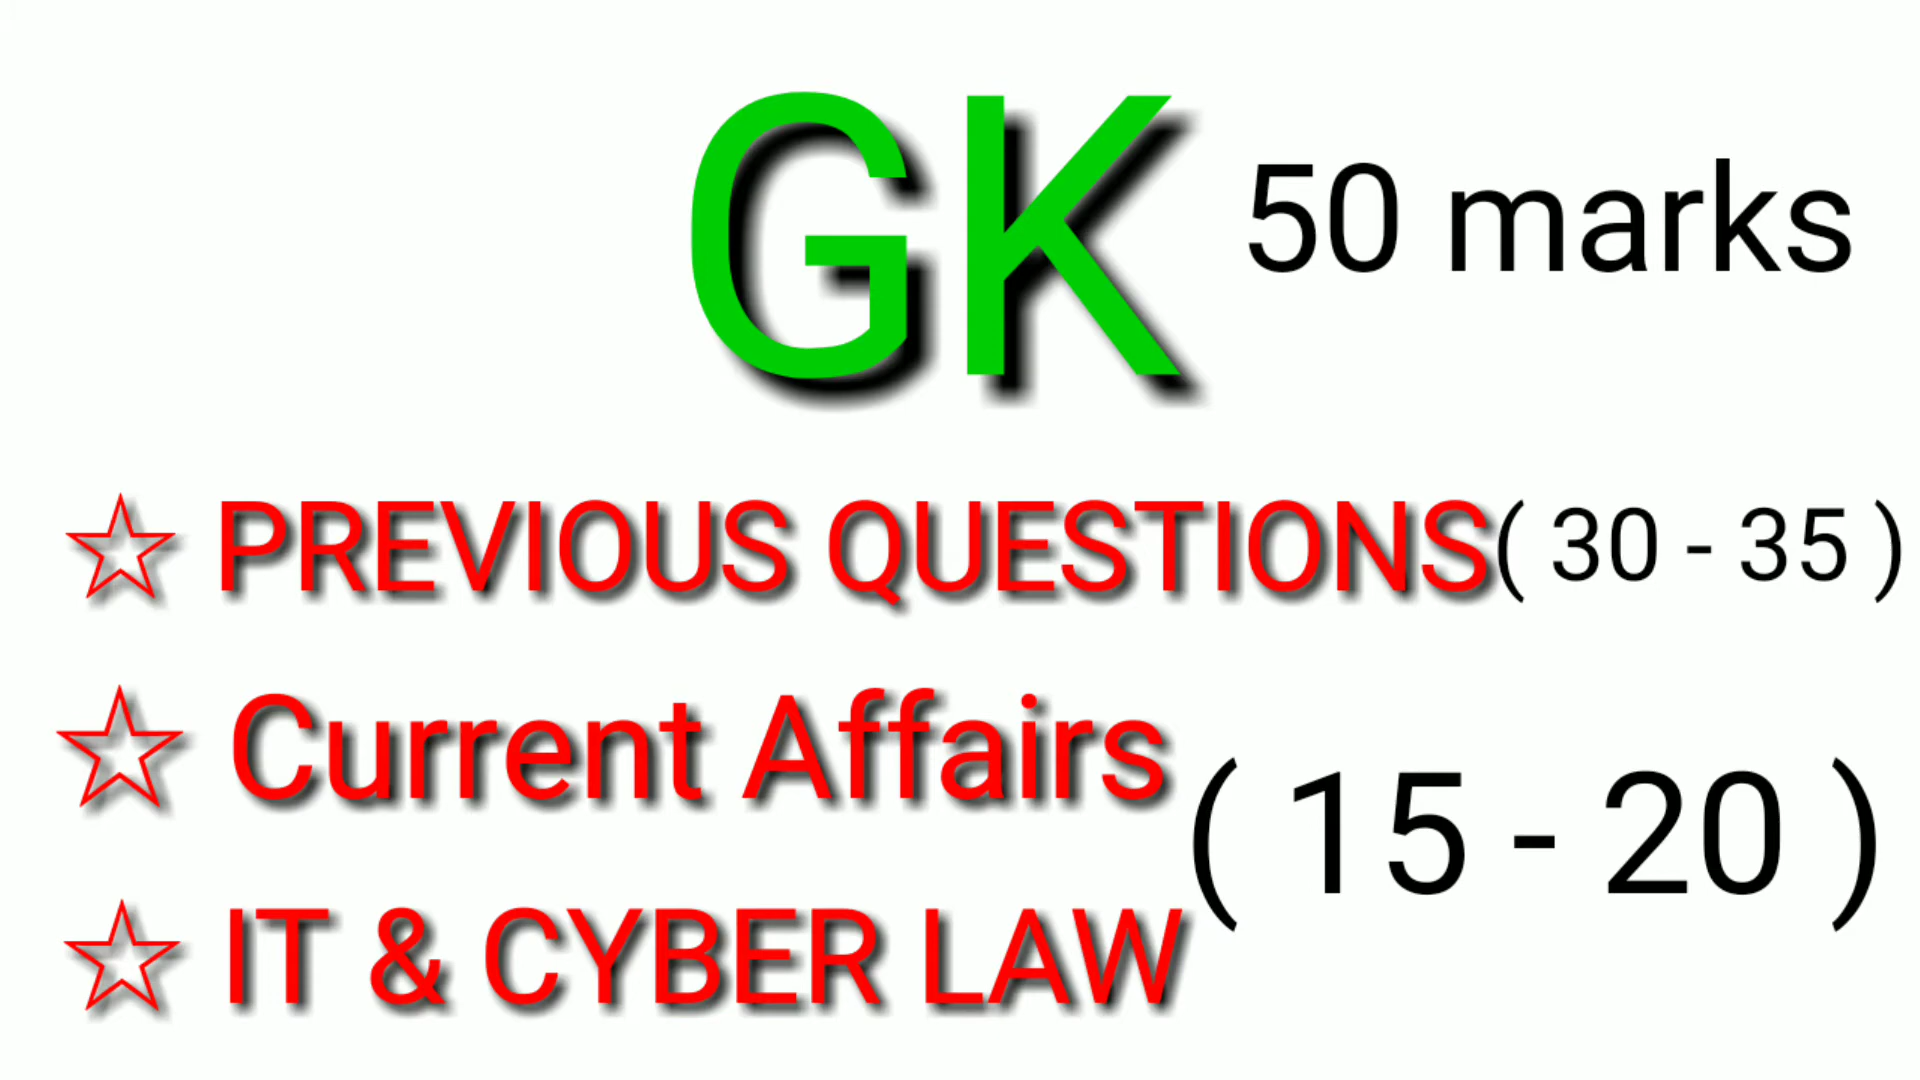 GK 50 marks
☆ PREVIOUS QUESTIONS( 30 - 35 )
☆ Current Affairs
( 15 - 20 )
☆ IT & CYBER LAW